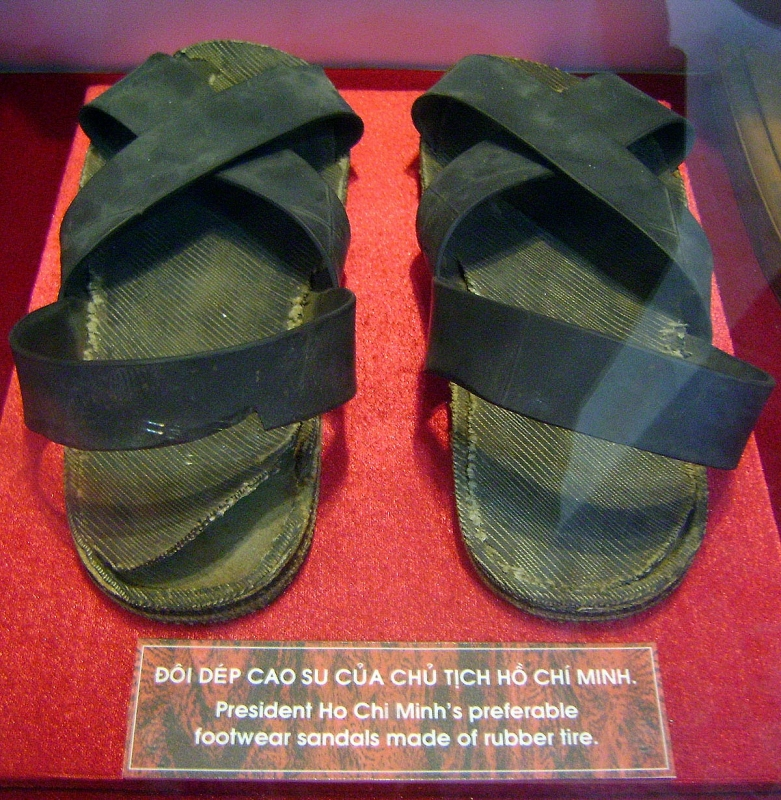 ĐÔI DÉP CAO SU CỦA CHỦ TỊCH HỒ CHÍ MINH.
President Ho Chi Minh's preferable
footwear sandals made of rubber tire.